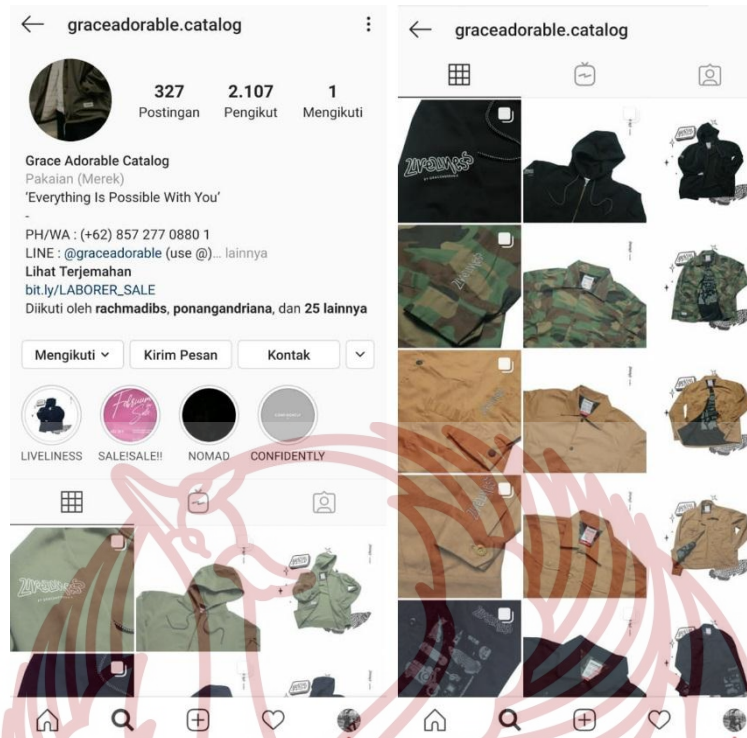 graceadorable.catalog
327 2.107 1
Postingan Pengikut Mengikuti
Grace Adorable Catalog
Pakaian (Merek)
'Everything Is Possible With You'
-
PH/WA : (+62) 857 277 0880 1
LINE : @graceadorable (use @)... lainnya
Lihat Terjemahan
bit.ly/LABORER_SALE
Diikuti oleh rachmadibs, ponangandriana, dan 25 lainnya
Mengikuti Kirim Pesan Kontak
LIVELINESS SALE!SALE!! NOMAD CONFIDENTLY
graceadorable.catalog